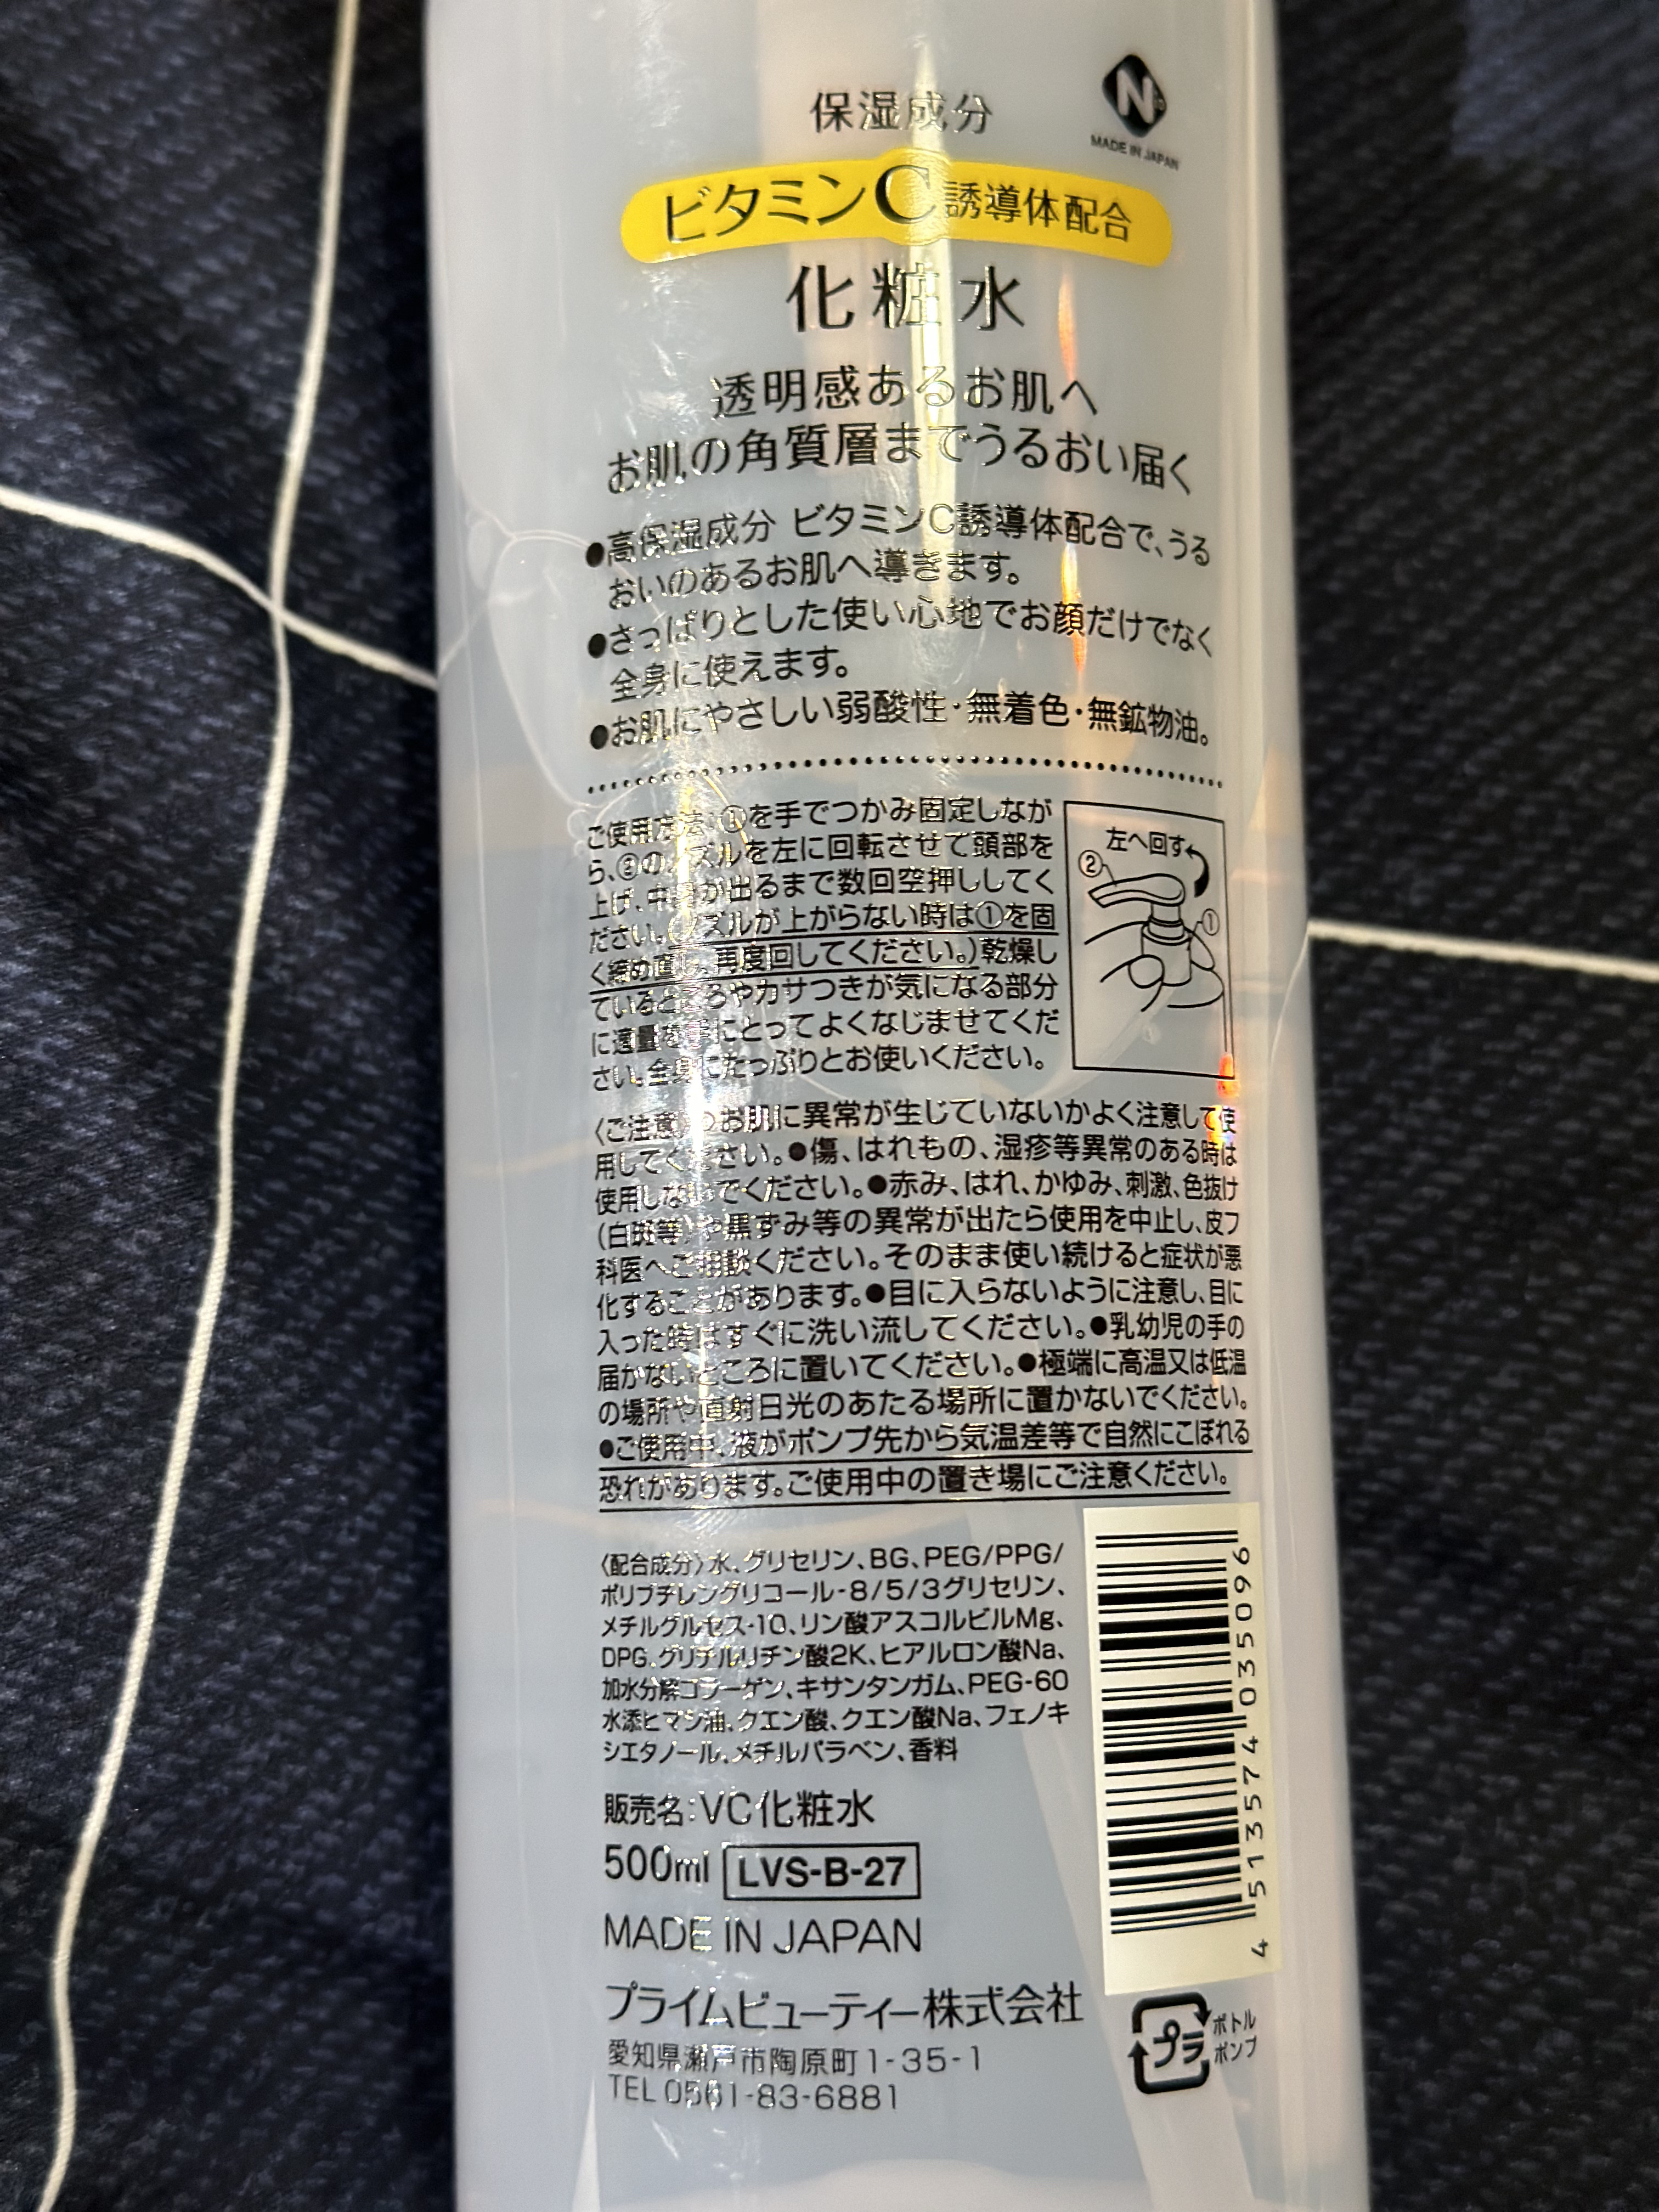 N
MADE IN JAPAN
保湿成分
ビタミンC誘導体配合
化粧水
透明感あるお肌へ
お肌の角質層までうるおい届く
●高保湿成分 ビタミンC誘導体配合で、うる
おいのあるお肌へ導きます。
●さっぱりとした使い心地でお顔だけでなく
全身に使えます。
●お肌にやさしい弱酸性・無着色・無鉱物油。
ご使用方法:①を手でつかみ固定しなが
ら、②のノズルを左に回転させて頭部を
上げ、中身が出るまで数回空押ししてく
ださい。(ノズルが上がらない時は①を固
く締め直し、再度回してください。)乾燥し
ているところやカサつきが気になる部分
に適量を手にとってよくなじませてくだ
さい。全身にたっぷりとお使いください。
左へ回す
②
①
〈ご注意〉●お肌に異常が生じていないかよく注意して使
用してください。●傷、はれもの、湿疹等異常のある時は
使用しないでください。●赤み、はれ、かゆみ、刺激、色抜け
(白斑等)や黒ずみ等の異常が出たら使用を中止し、皮フ
科医へご相談ください。そのまま使い続けると症状が悪
化することがあります。●目に入らないように注意し、目に
入った時はすぐに洗い流してください。●乳幼児の手の
届かないところに置いてください。●極端に高温又は低温
の場所や直射日光のあたる場所に置かないでください。
●ご使用中、液がポンプ先から気温差等で自然にこぼれる
恐れがあります。ご使用中の置き場にご注意ください。
〈配合成分〉水、グリセリン、BG、PEG/PPG/
ポリブチレングリコール-8/5/3グリセリン、
メチルグルセス-10、リン酸アスコルビルMg、
DPG、グリチルリチン酸2K、ヒアルロン酸Na、
加水分解コラーゲン、キサンタンガム、PEG-60
水添ヒマシ油、クエン酸、クエン酸Na、フェノキ
シエタノール、メチルパラベン、香料
販売名:VC化粧水
500ml LVS-B-27
MADE IN JAPAN
プライムビューティー株式会社
愛知県瀬戸市陶原町1-35-1
TEL 0561-83-6881
4 513574 035096
プラ
ボトル
ポンプ